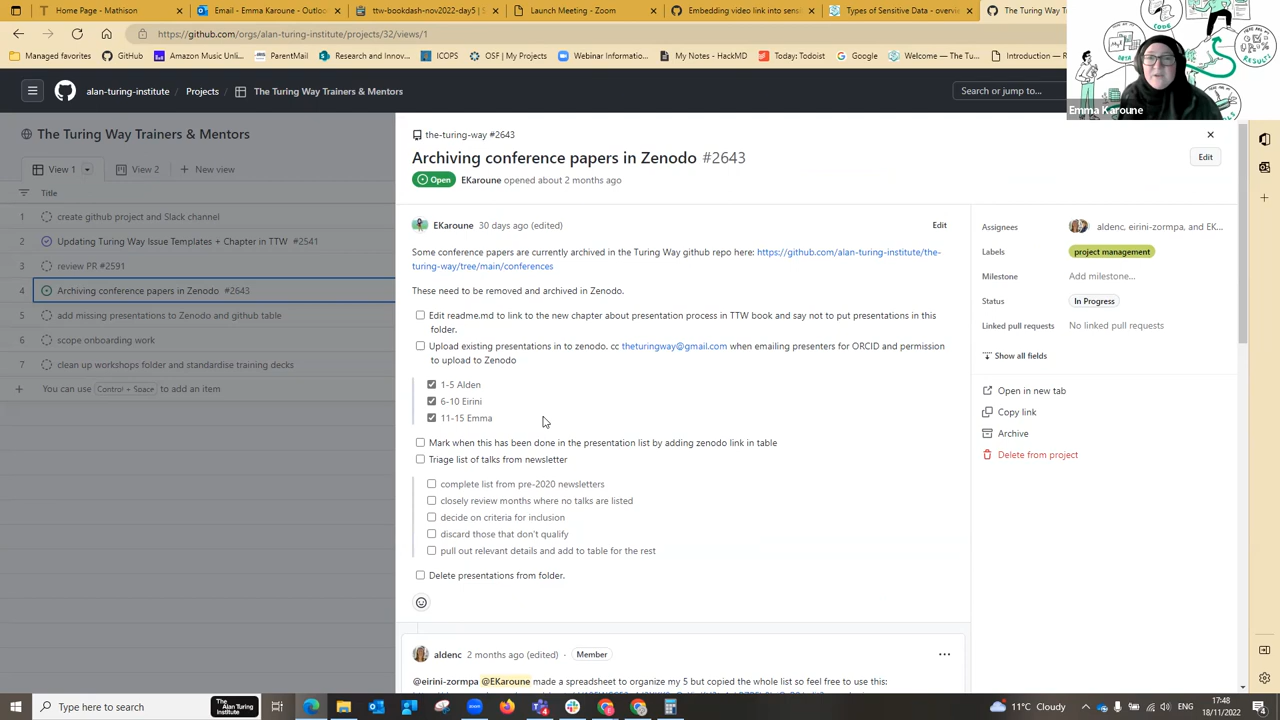 Personal
Email - Emma Karoune - Outloo
ttw-bookdash-nov2022-day5 | S
Launch Meeting - Zoom
Embedding video link into sens
Types of Sensitive Data - overvie
The Turing Way T
https://github.com/orgs/alan-turing-institute/projects/32/views/1
Managed favorites
Imported
GitHub
Amazon Music Unl...
ParentMail
IC3PORTAL
OSF | Projects
Webinar Information...
HackMD
Today: Todoist
Google Drive
Overleaf
alan-turing-institute / Projects / The Turing Way Trainers & Mentors
Search or jump to...
Emma Karoune
The Turing Way Trainers & Mentors
View 1
View 2
New view
Title
1 create github project and Slack channel
2 Updating Turing Way Issue Templates + Chapter in TTW #2541
3 review PR #2591
4 Archiving conference papers in Zenodo #2643
5 add missing presentations to Zenodo and github table
6 scope onboarding work
7 clean up workshops folder and standardise training decks
+ You can use Control + Space to add an item
the-turing-way #2643
Archiving conference papers in Zenodo #2643
Edit
Open EKaroune opened about 2 months ago
EKaroune 30 days ago (edited)
Edit
Some conference papers are currently archived in the Turing Way github repo here: https://github.com/alan-turing-institute/the-
turing-way/tree/main/conferences
These need to be removed and archived in Zenodo.
Edit readme.md to link to the new chapter about presentation process in TTW book and say not to put presentations in this
folder.
Upload existing presentations in to zenodo, cc theturingway@gmail.com when emailing presenters for ORCID and permission
to upload to Zenodo
1-5 Alden
6-10 Eirini
11-15 Emma
Mark when this has been done in the presentation list by adding zenodo link in table
Triage list of talks from newsletter
complete list from pre-2020 newsletters
closely review months where no talks are listed
decide on criteria for inclusion
discard those that don't qualify
pull out relevant details and add to table for the rest
Delete presentations from folder.
aldenc 2 months ago (edited) · Member
@eirini-zormpa @EKaroune made a spreadsheet to organize my 5 but copied the whole list so feel free to use this:
Assignees
aldenc, eirini-zormpa, and EK...
Labels
project management
Milestone
Add milestone...
Status
In Progress
Linked pull requests
No linked pull requests
Show all fields
Open in new tab
Copy link
Archive
Delete from project
Type here to search
The
Alan Turing
Institute
11°C Cloudy
ENG
17:48
18/11/2022